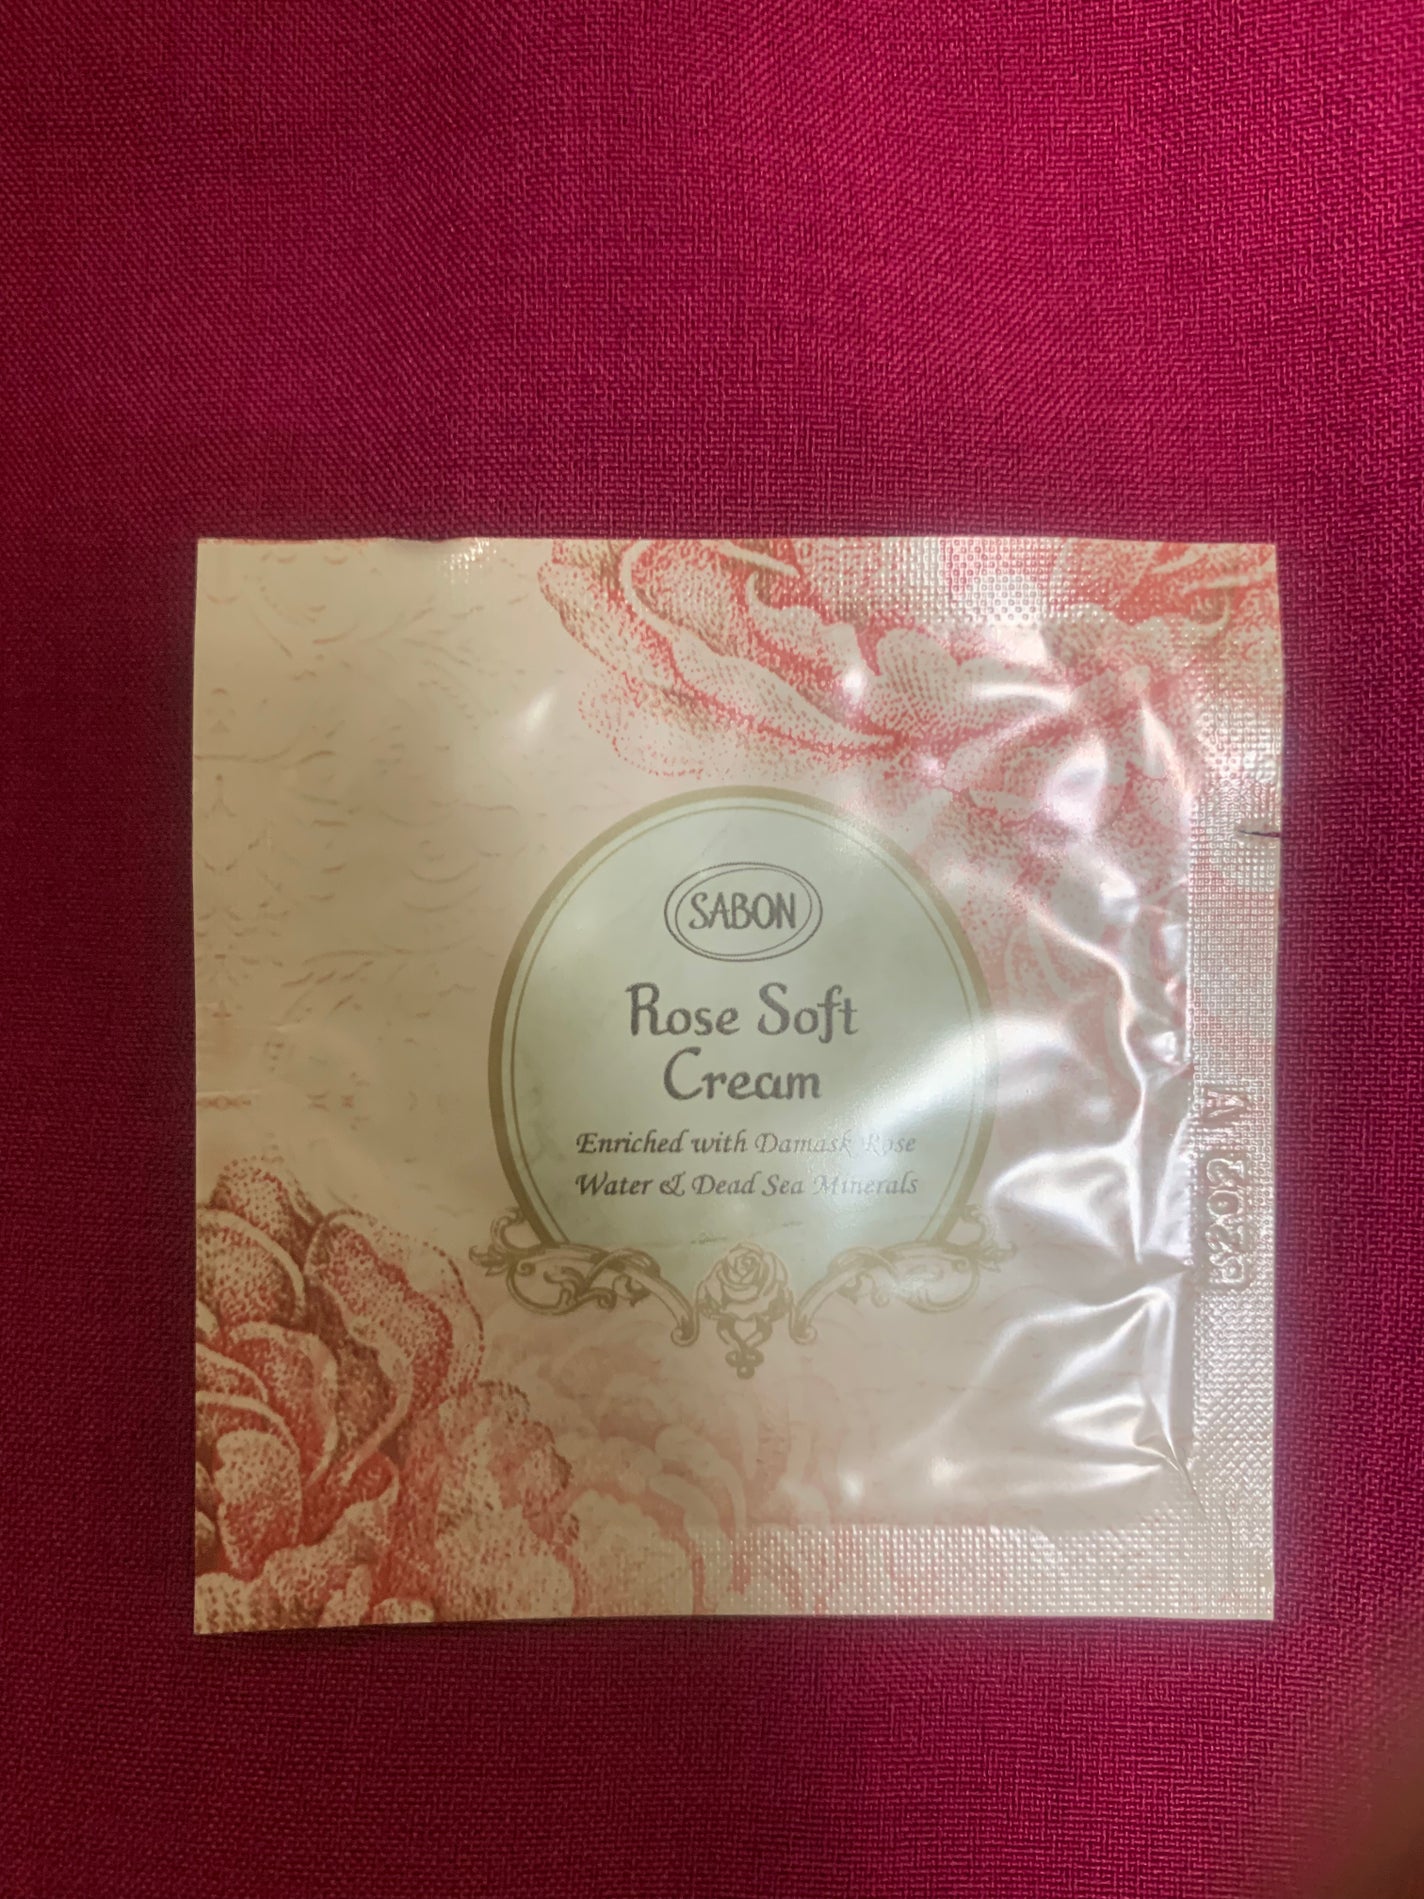 SABON
Rose Soft
Cream
Enriched with Damask Rose
Water & Dead Sea Minerals